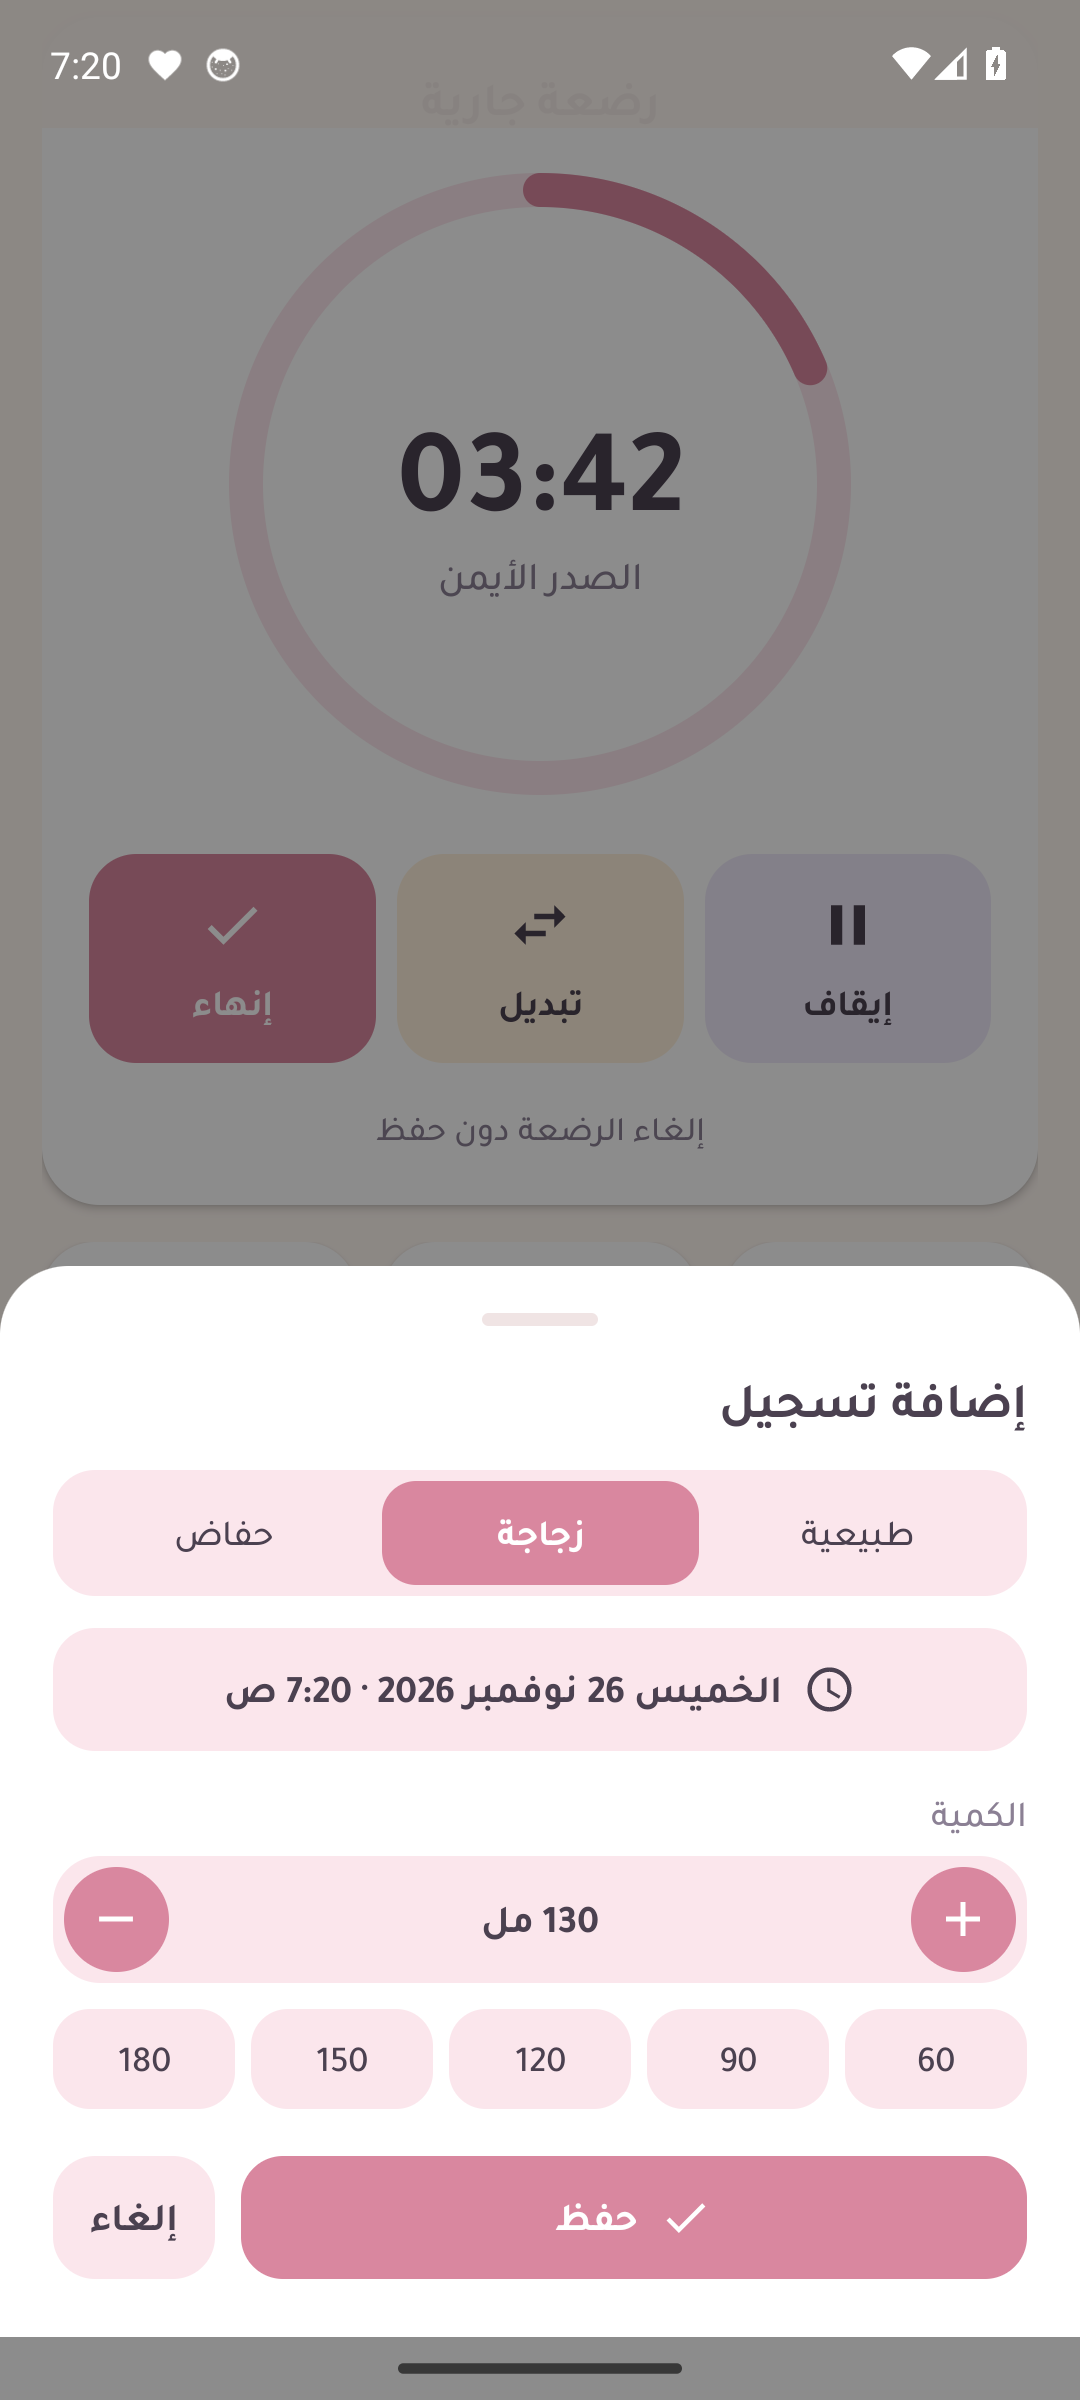 7:20
رضعة جارية
03:42
الصدر الأيمن
إيقاف
تبديل
إنهاء
إلغاء الرضعة دون حفظ
إضافة تسجيل
طبيعية
زجاجة
حفاض
الخميس 26 نوفمبر 2026 · 7:20 ص
الكمية
130 مل
60
90
120
150
180
حفظ
إلغاء